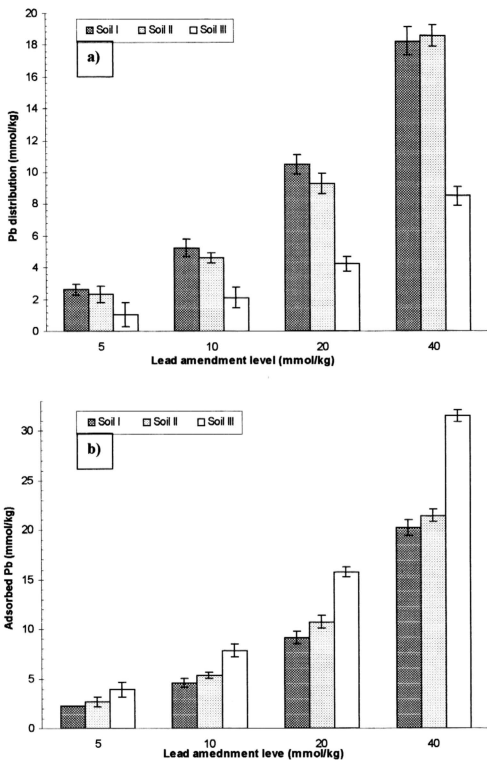 20
18
16
14
12
10
8
6
4
2
0
Pb distribution (mmol/kg)
Soil I Soil II Soil III
a)
5 10 20 40
Lead amendment level (mmol/kg)
30
25
20
15
10
5
0
Adsorbed Pb (mmol/kg)
Soil I Soil II Soil III
b)
5 10 20 40
Lead amednment leve (mmol/kg)